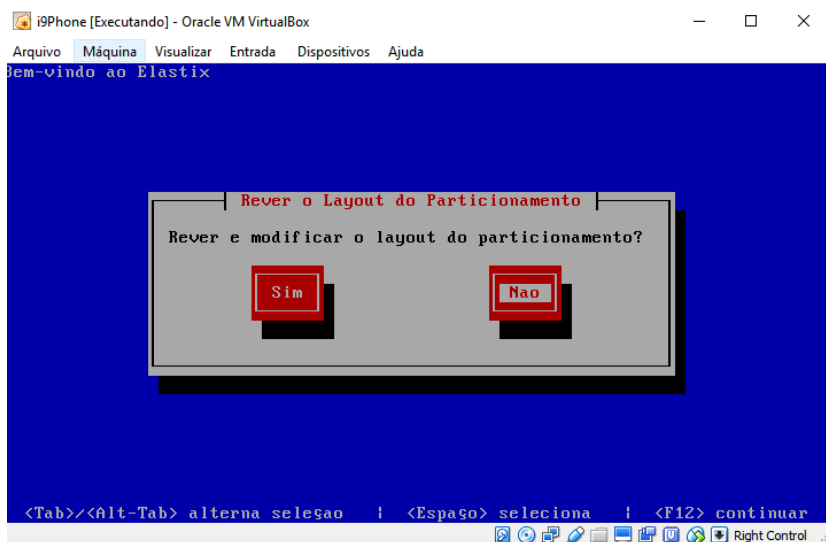 i9Phone [Executando] - Oracle VM VirtualBox
Arquivo Máquina Visualizar Entrada Dispositivos Ajuda
Bem-vindo ao Elastix
Rever o Layout do Particionamento
Rever e modificar o layout do particionamento?
Sim Nao
<Tab>/<Alt-Tab> alterna seleçao | <Espaço> seleciona | <F12> continuar
Right Control